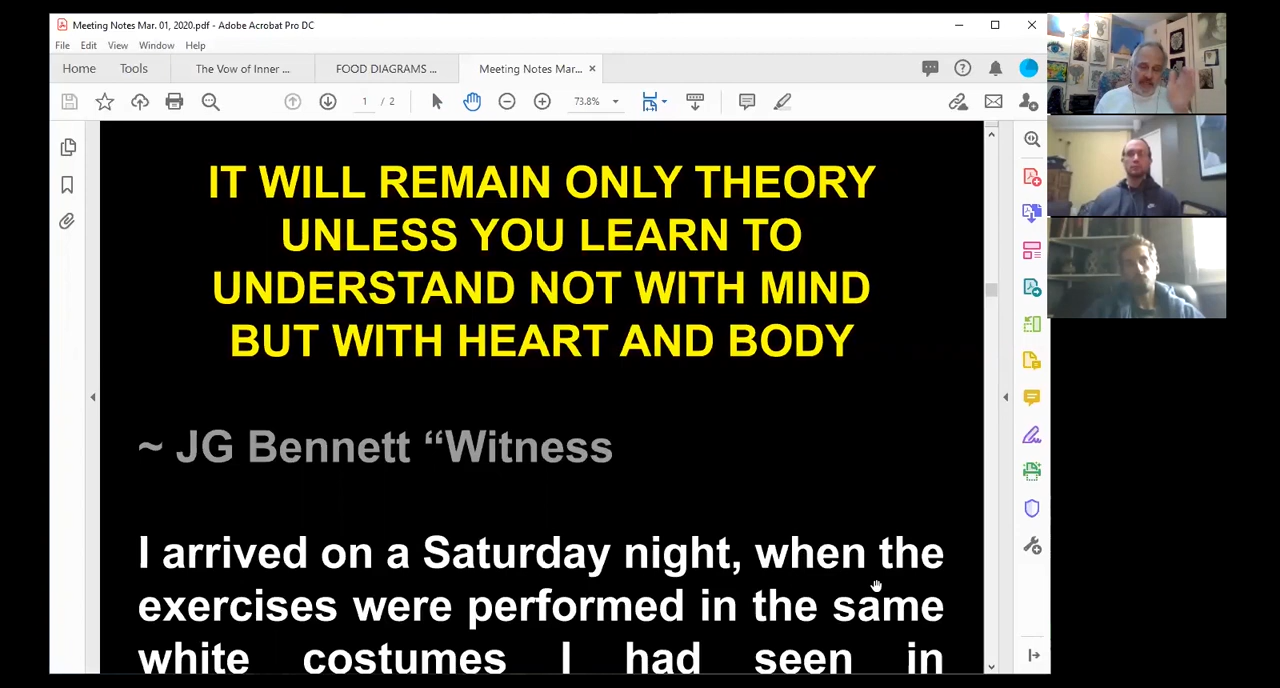 Meeting Notes Mar. 01, 2020.pdf - Adobe Acrobat Pro DC
File Edit View Window Help
Home Tools The Vow of Inner ... FOOD DIAGRAMS ... Meeting Notes Mar... ×
1 / 2 73.8%
IT WILL REMAIN ONLY THEORY
UNLESS YOU LEARN TO
UNDERSTAND NOT WITH MIND
BUT WITH HEART AND BODY
~ JG Bennett “Witness
I arrived on a Saturday night, when the
exercises were performed in the same
white costumes I had seen in